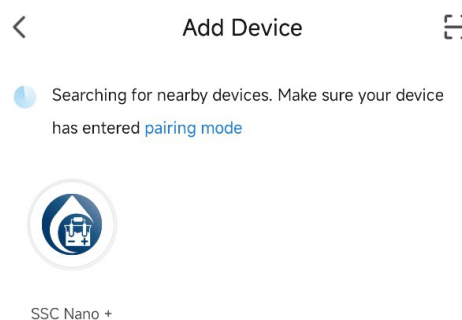 Add Device
Searching for nearby devices. Make sure your device
has entered pairing mode
SSC Nano +